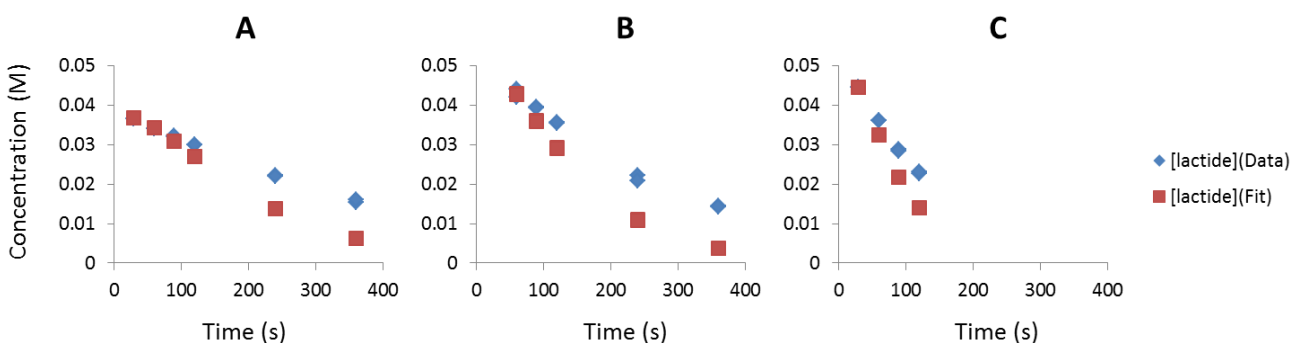 A B C
Concentration (M)
0.05 0.05 0.05
0.04 0.04 0.04
0.03 0.03 0.03
0.02 0.02 0.02
0.01 0.01 0.01
0 0 0
0 100 200 300 400 0 100 200 300 400 0 100 200 300 400
Time (s) Time (s) Time (s)
[lactide](Data)
[lactide](Fit)